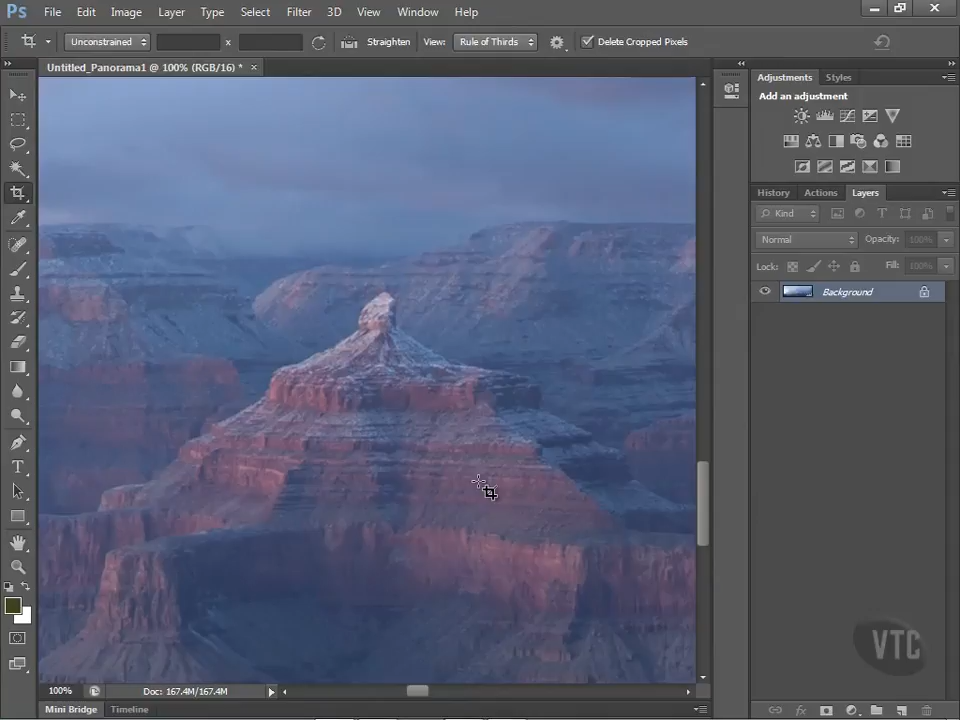 Ps File Edit Image Layer Type Select Filter 3D View Window Help
Unconstrained x Straighten View: Rule of Thirds Delete Cropped Pixels
Untitled_Panorama1 @ 100% (RGB/16) * ×
Adjustments Styles
Add an adjustment
History Actions Layers
Kind T
Normal Opacity: 100%
Lock: Fill: 100%
Background
T
VTC
100% Doc: 167.4M/167.4M
Mini Bridge Timeline